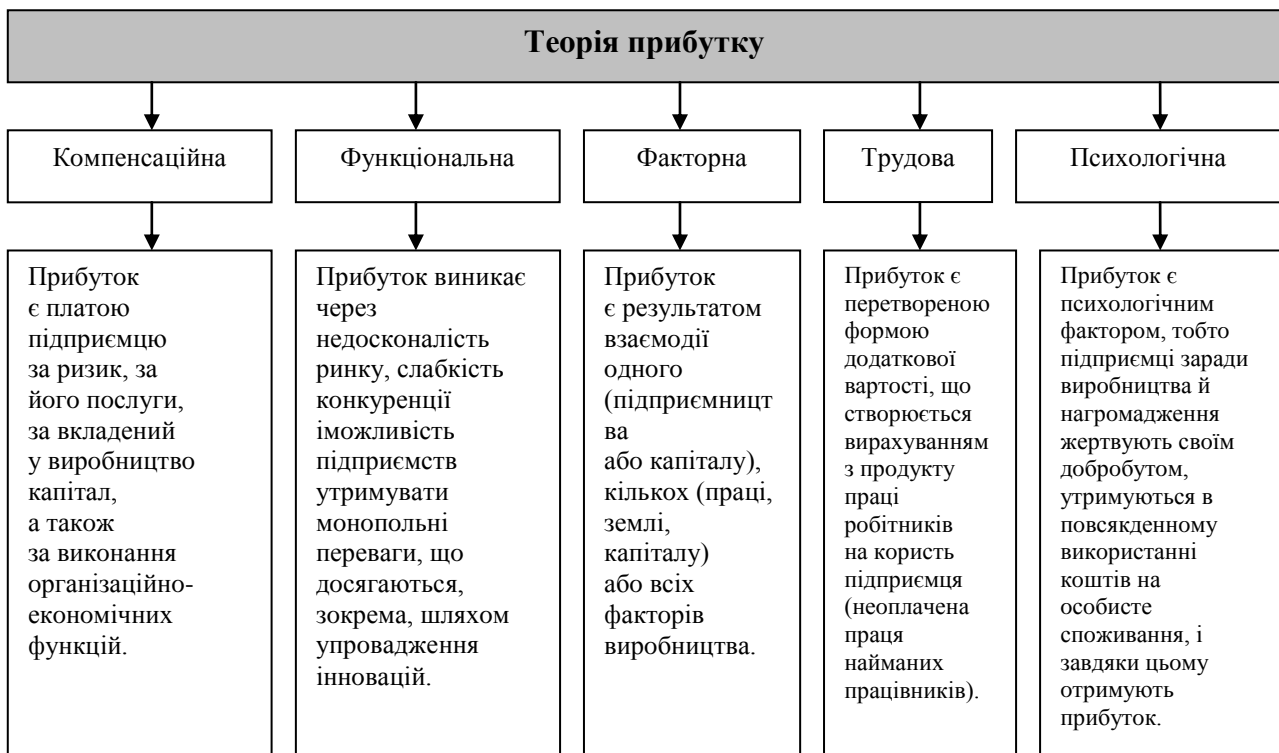 Теорія прибутку
Компенсаційна
Функціональна
Факторна
Трудова
Психологічна
Прибуток
є платою
підприємцю
за ризик, за
його послуги,
за вкладений
у виробництво
капітал,
а також
за виконання
організаційно-
економічних
функцій.
Прибуток виникає
через
недосконалість
ринку, слабкість
конкуренції
іможливість
підприємств
утримувати
монопольні
переваги, що
досягаються,
зокрема, шляхом
упровадження
інновацій.
Прибуток
є результатом
взаємодії
одного
(підприємницт
ва
або капіталу),
кількох (праці,
землі,
капіталу)
або всіх
факторів
виробництва.
Прибуток є
перетвореною
формою
додаткової
вартості, що
створюється
вирахуванням
з продукту
праці
робітників
на користь
підприємця
(неоплачена
праця
найманих
працівників).
Прибуток є
психологічним
фактором, тобто
підприємці заради
виробництва й
нагромадження
жертвують своїм
добробутом,
утримуються в
повсякденному
використанні
коштів на
особисте
споживання, і
завдяки цьому
отримують
прибуток.